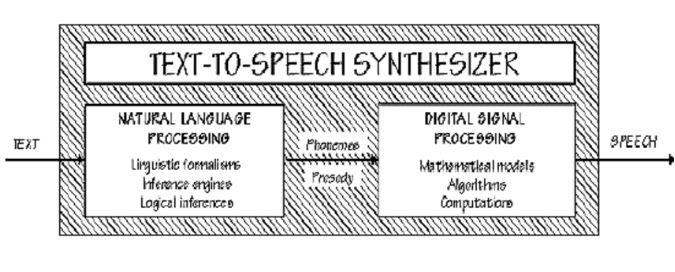 TEXT-TO-SPEECH SYNTHESIZER
NATURAL LANGUAGE
PROCESSING
Linguistic formalisms
Inference engines
Logical inferences
DIGITAL SIGNAL
PROCESSING
Mathematical models
Algorithms
Computations
TEXT
Phonemes
Prosody
SPEECH